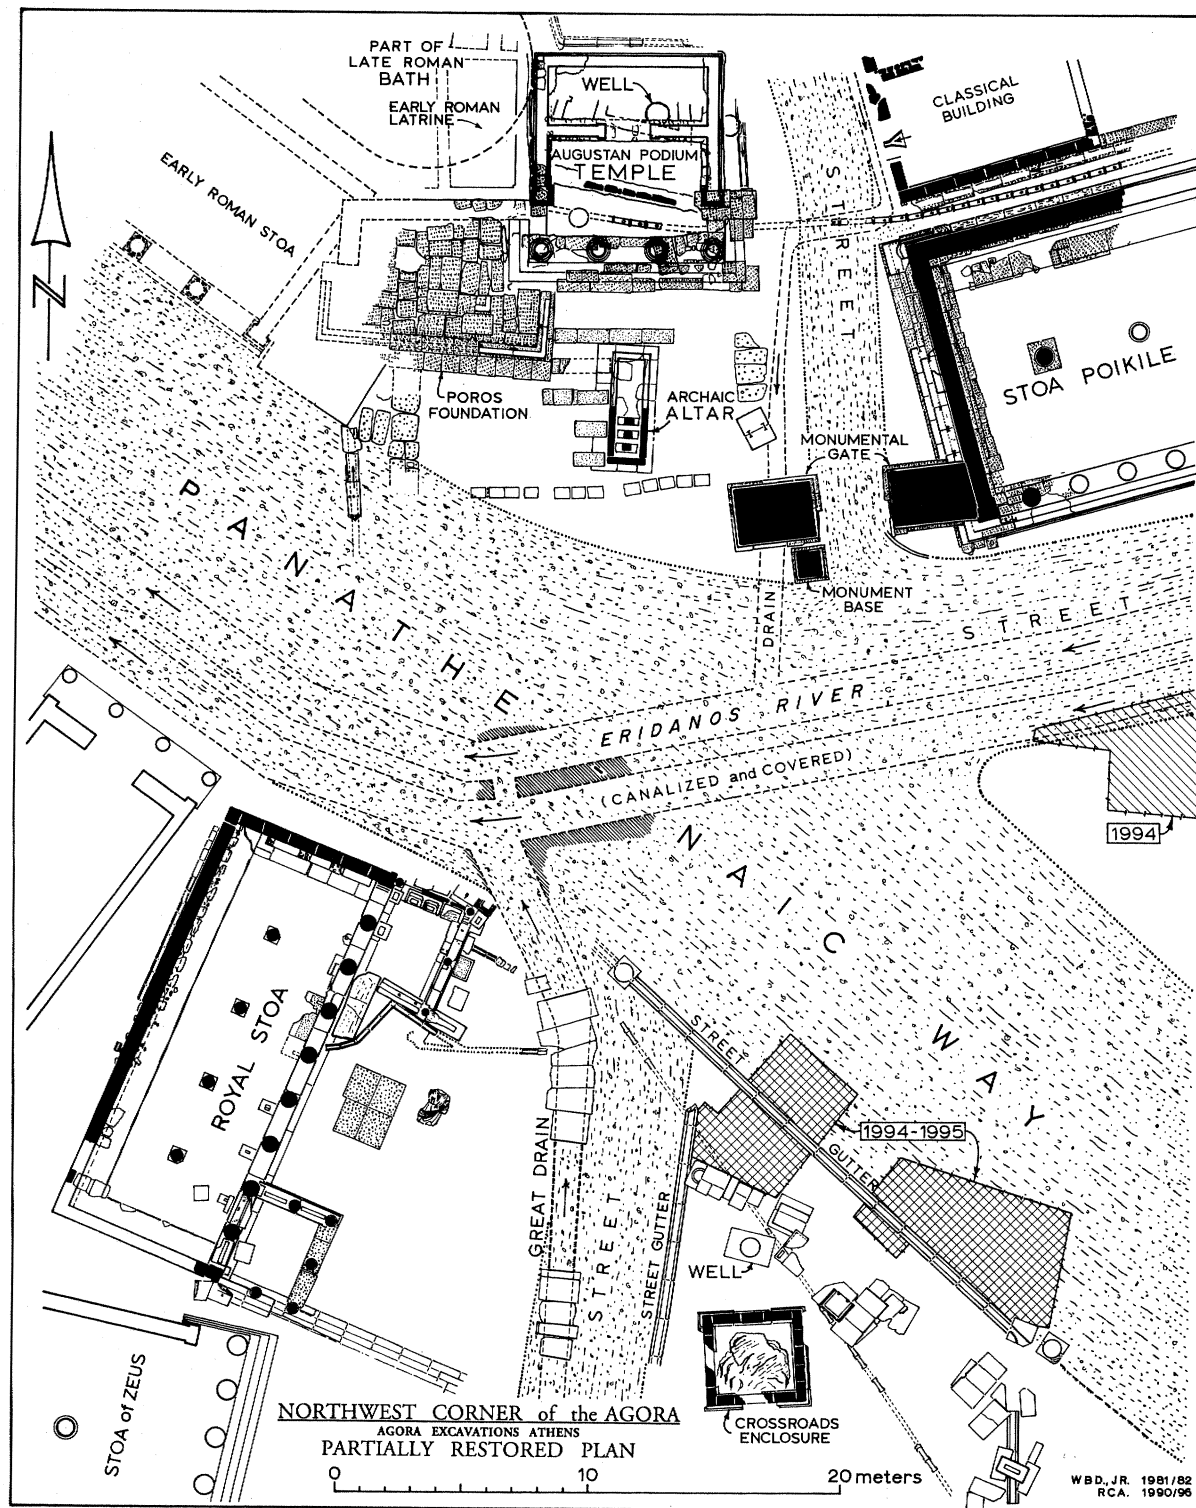 PART OF
LATE ROMAN
BATH
EARLY ROMAN
LATRINE
WELL
AUGUSTAN PODIUM
TEMPLE
CLASSICAL
BUILDING
STREET
EARLY ROMAN STOA
N
STOA POIKILE
POROS
FOUNDATION
ARCHAIC
ALTAR
MONUMENTAL
GATE
MONUMENT
BASE
DRAIN
STREET
PANATHENAIC WAY
ERIDANOS RIVER
(CANALIZED and COVERED)
1994
ROYAL STOA
STREET
GUTTER
1994-1995
GREAT DRAIN
STREET
STREET GUTTER
WELL
CROSSROADS
ENCLOSURE
STOA of ZEUS
NORTHWEST CORNER of the AGORA
AGORA EXCAVATIONS ATHENS
PARTIALLY RESTORED PLAN
0 10 20 meters
W.B.D., JR. 1981/82
R.C.A. 1990/96